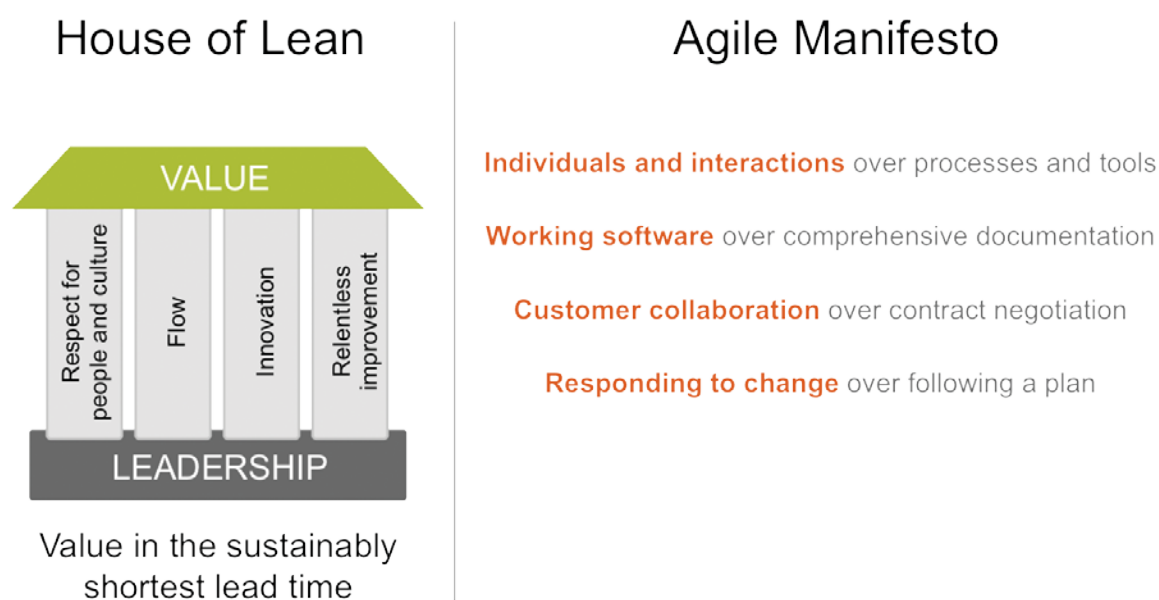 House of Lean
VALUE
Respect for
people and culture
Flow
Innovation
Relentless
improvement
LEADERSHIP
Value in the sustainably
shortest lead time
Agile Manifesto
Individuals and interactions over processes and tools
Working software over comprehensive documentation
Customer collaboration over contract negotiation
Responding to change over following a plan